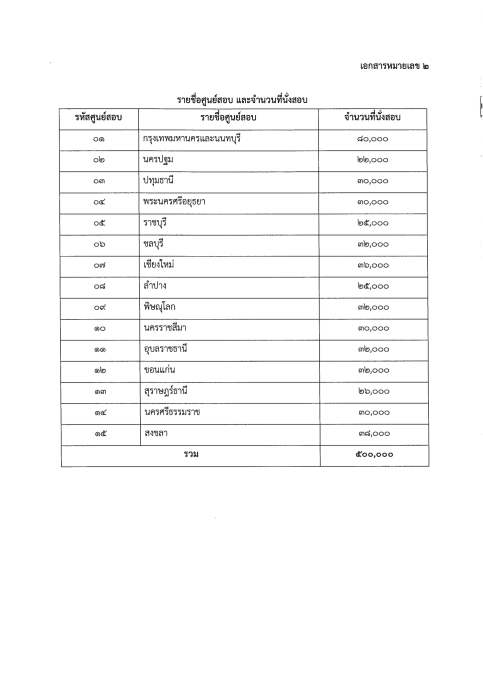 เอกสารหมายเลข ๒
รายชื่อศูนย์สอบ และจำนวนที่นั่งสอบ
รหัสศูนย์สอบ รายชื่อศูนย์สอบ จำนวนที่นั่งสอบ
๐๑ กรุงเทพมหานครและนนทบุรี ๘๐,๐๐๐
๐๒ นครปฐม ๒๒,๐๐๐
๐๓ ปทุมธานี ๓๐,๐๐๐
๐๔ พระนครศรีอยุธยา ๓๐,๐๐๐
๐๕ ราชบุรี ๒๕,๐๐๐
๐๖ ชลบุรี ๓๒,๐๐๐
๐๗ เชียงใหม่ ๓๖,๐๐๐
๐๘ ลำปาง ๒๕,๐๐๐
๐๙ พิษณุโลก ๓๒,๐๐๐
๑๐ นครราชสีมา ๓๐,๐๐๐
๑๑ อุบลราชธานี ๓๒,๐๐๐
๑๒ ขอนแก่น ๓๒,๐๐๐
๑๓ สุราษฎร์ธานี ๒๖,๐๐๐
๑๔ นครศรีธรรมราช ๓๐,๐๐๐
๑๕ สงขลา ๓๘,๐๐๐
รวม ๕๐๐,๐๐๐